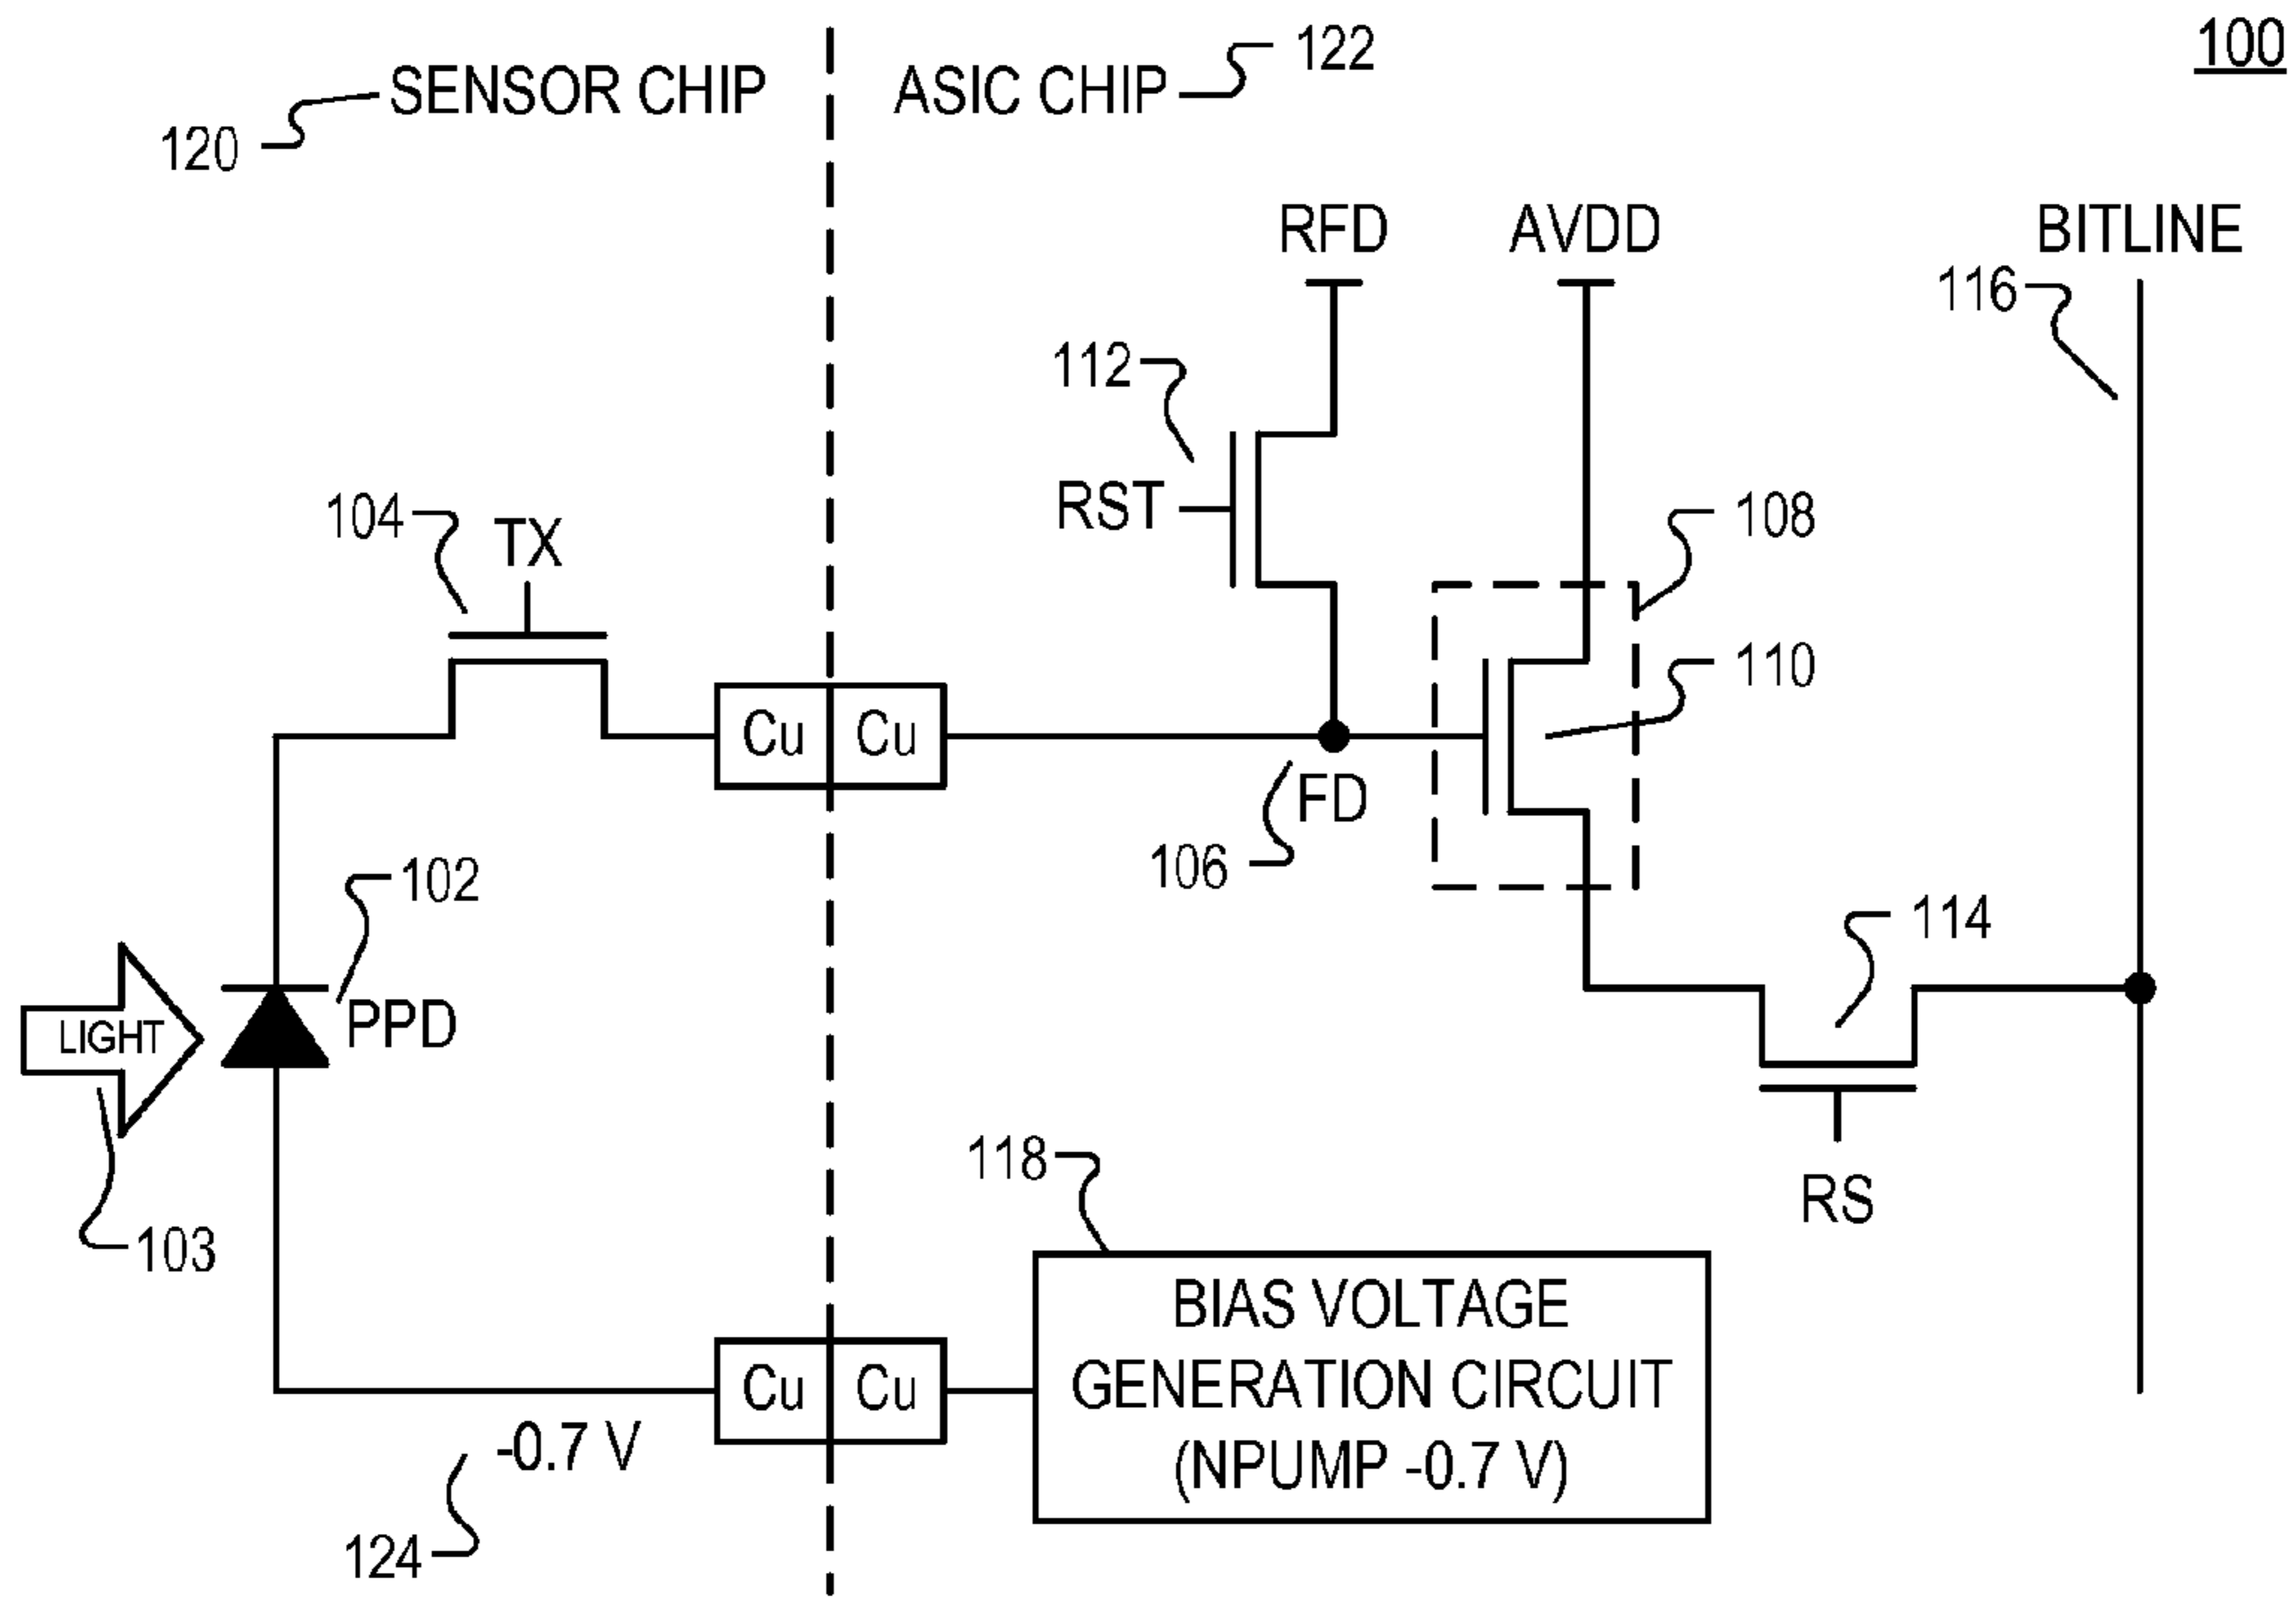 100
SENSOR CHIP
ASIC CHIP
122
120
RFD
AVDD
BITLINE
116
112
RST
104
TX
108
110
Cu
Cu
FD
106
102
114
LIGHT
PPD
103
RS
118
BIAS VOLTAGE
GENERATION CIRCUIT
(NPUMP -0.7 V)
Cu
Cu
-0.7 V
124